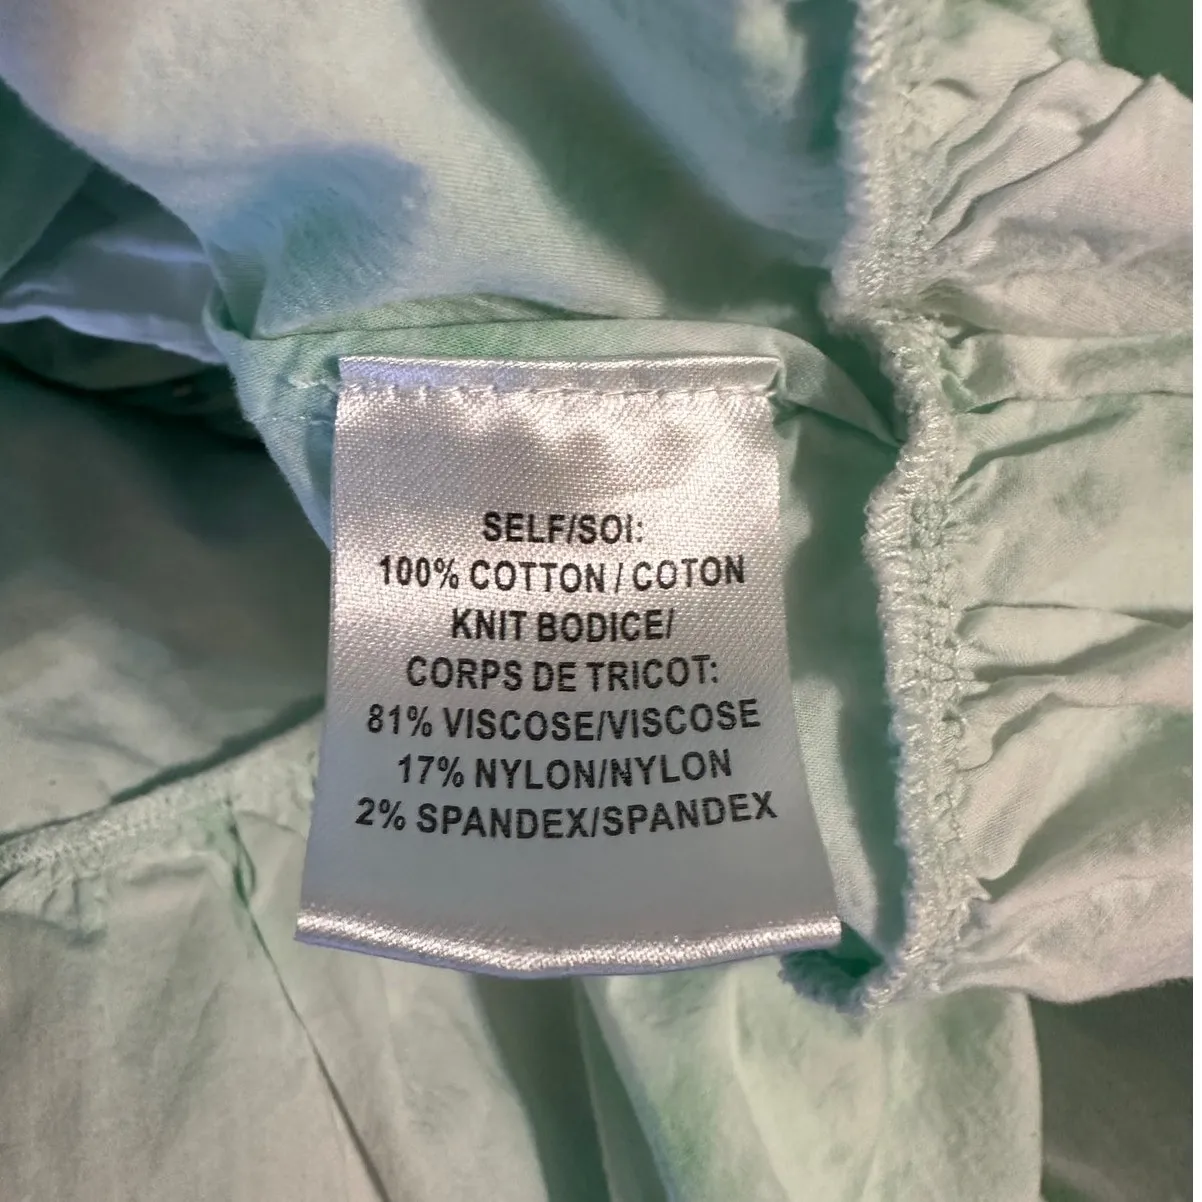 SELF/SOI:
100% COTTON / COTON
KNIT BODICE/
CORPS DE TRICOT:
81% VISCOSE/VISCOSE
17% NYLON/NYLON
2% SPANDEX/SPANDEX